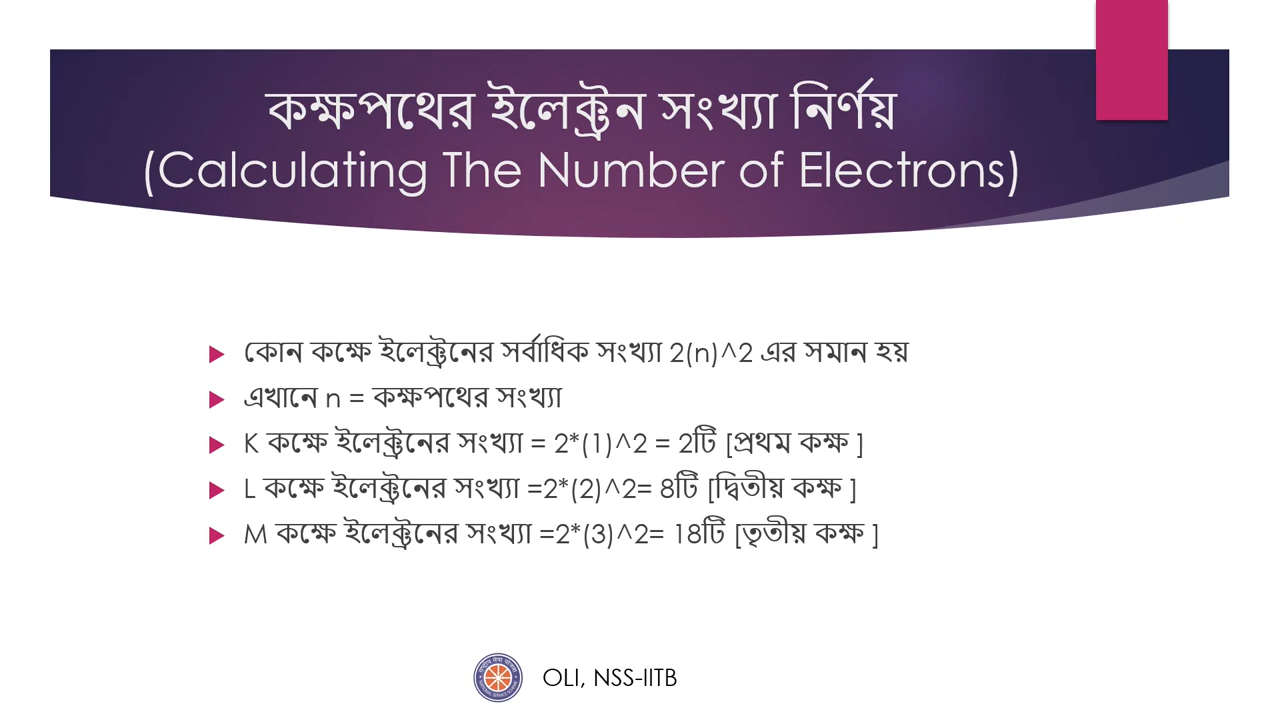 কক্ষপথের ইলেক্ট্রন সংখ্যা নির্ণয়
(Calculating The Number of Electrons)
কোন কক্ষে ইলেক্ট্রনের সর্বাধিক সংখ্যা 2(n)^2 এর সমান হয়
এখানে n = কক্ষপথের সংখ্যা
K কক্ষে ইলেক্ট্রনের সংখ্যা = 2*(1)^2 = 2টি [প্রথম কক্ষ ]
L কক্ষে ইলেক্ট্রনের সংখ্যা =2*(2)^2= 8টি [দ্বিতীয় কক্ষ ]
M কক্ষে ইলেক্ট্রনের সংখ্যা =2*(3)^2= 18টি [তৃতীয় কক্ষ ]
OLI, NSS-IITB